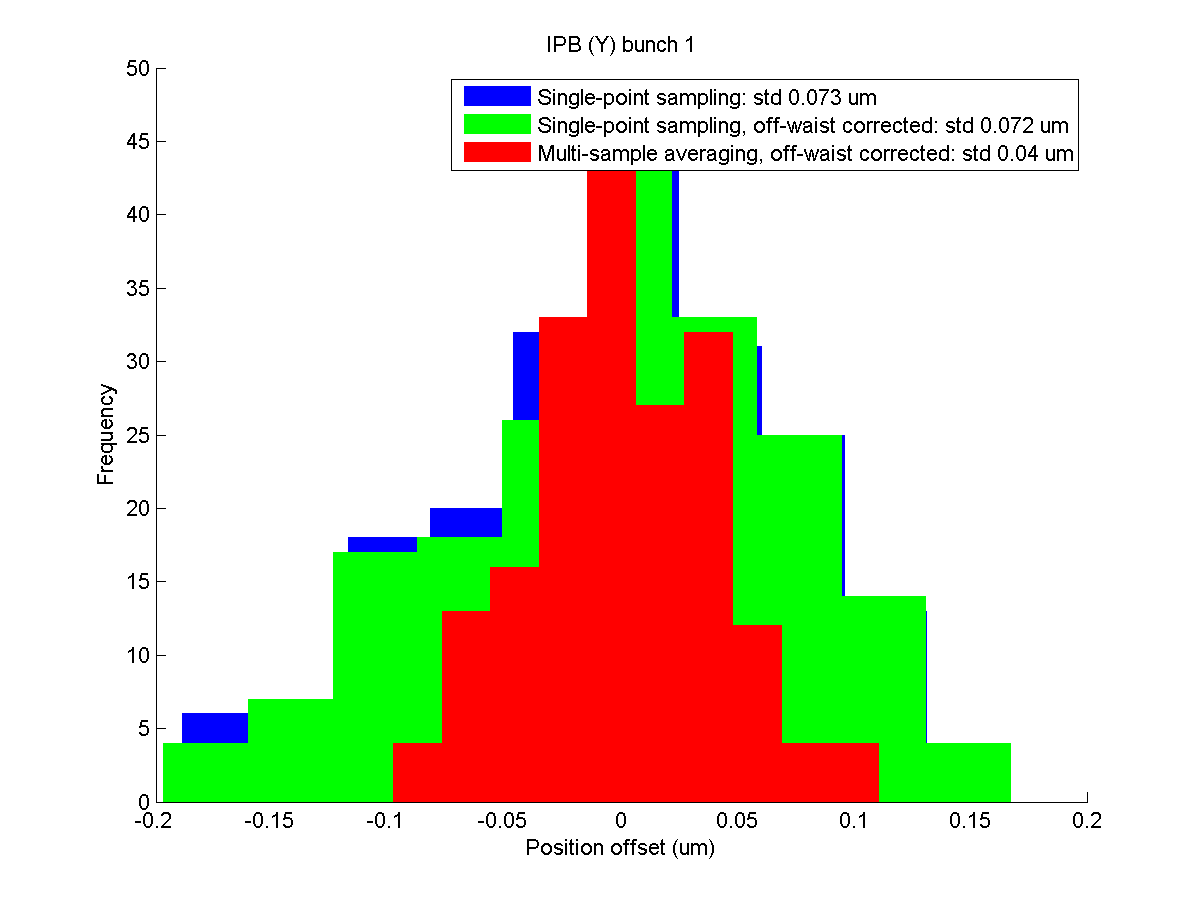 IPB (Y) bunch 1
Single-point sampling: std 0.073 um
Single-point sampling, off-waist corrected: std 0.072 um
Multi-sample averaging, off-waist corrected: std 0.04 um
50
45
40
35
30
25
20
15
10
5
0
Frequency
-0.2 -0.15 -0.1 -0.05 0 0.05 0.1 0.15 0.2
Position offset (um)